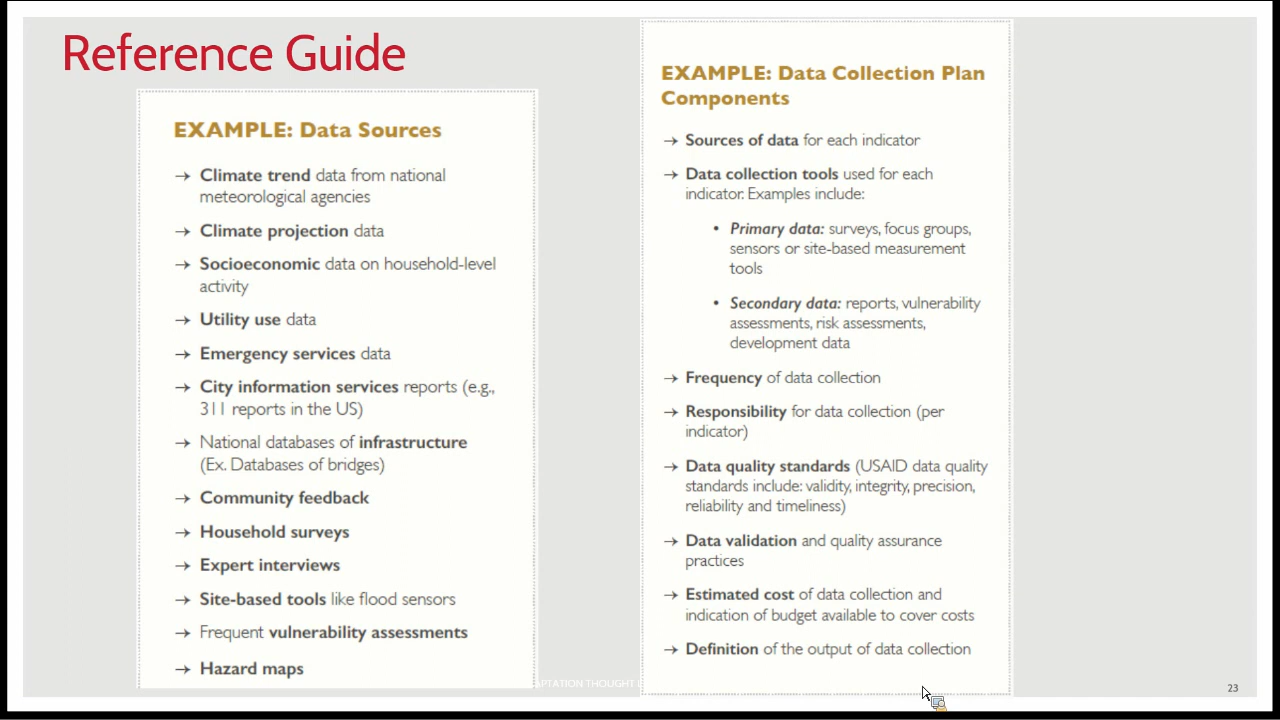 Reference Guide
EXAMPLE: Data Sources
→ Climate trend data from national
meteorological agencies
→ Climate projection data
→ Socioeconomic data on household-level
activity
→ Utility use data
→ Emergency services data
→ City information services reports (e.g.,
311 reports in the US)
→ National databases of infrastructure
(Ex. Databases of bridges)
→ Community feedback
→ Household surveys
→ Expert interviews
→ Site-based tools like flood sensors
→ Frequent vulnerability assessments
→ Hazard maps
EXAMPLE: Data Collection Plan
Components
→ Sources of data for each indicator
→ Data collection tools used for each
indicator. Examples include:
• Primary data: surveys, focus groups,
sensors or site-based measurement
tools
• Secondary data: reports, vulnerability
assessments, risk assessments,
development data
→ Frequency of data collection
→ Responsibility for data collection (per
indicator)
→ Data quality standards (USAID data quality
standards include: validity, integrity, precision,
reliability and timeliness)
→ Data validation and quality assurance
practices
→ Estimated cost of data collection and
indication of budget available to cover costs
→ Definition of the output of data collection
THOUGHT
23